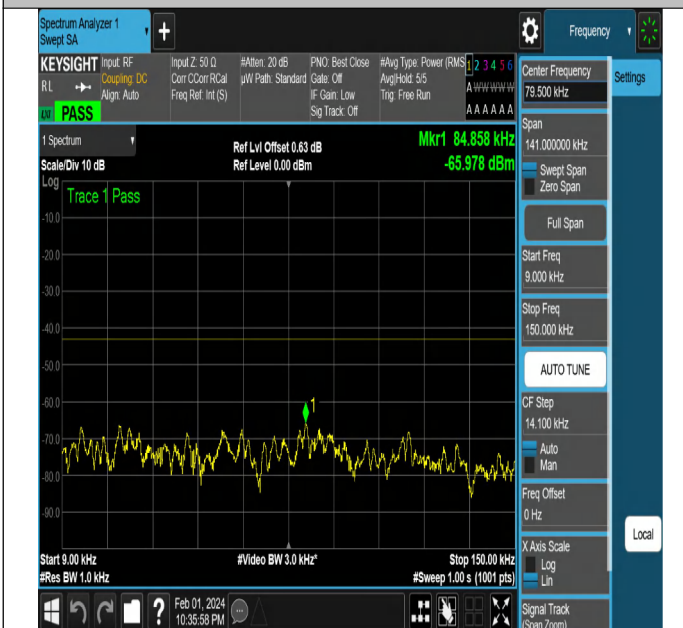 Spectrum Analyzer 1
Swept SA
+
Frequency
KEYSIGHT
RL
LXI PASS
Input: RF
Coupling: DC
Align: Auto
Input Z: 50 Ω
Corr CCorr RCal
Freq Ref: Int (S)
#Atten: 20 dB
µW Path: Standard
PNO: Best Close
Gate: Off
IF Gain: Low
Sig Track: Off
#Avg Type: Power (RMS
Avg|Hold: 5/5
Trig: Free Run
1 2 3 4 5 6
A W W W W W
A A A A A A
1 Spectrum
Scale/Div 10 dB
Log
Ref Lvl Offset 0.63 dB
Ref Level 0.00 dBm
Mkr1 84.858 kHz
-65.978 dBm
Trace 1 Pass
-10.0
-20.0
-30.0
-40.0
-50.0
-60.0
-70.0
-80.0
-90.0
1
Start 9.00 kHz
#Res BW 1.0 kHz
#Video BW 3.0 kHz*
Stop 150.00 kHz
#Sweep 1.00 s (1001 pts)
?
Feb 01, 2024
10:35:58 PM
Center Frequency
79.500 kHz
Settings
Span
141.000000 kHz
Swept Span
Zero Span
Full Span
Start Freq
9.000 kHz
Stop Freq
150.000 kHz
AUTO TUNE
CF Step
14.100 kHz
Auto
Man
Freq Offset
0 Hz
X Axis Scale
Log
Lin
Local
Signal Track
(Span Zoom)